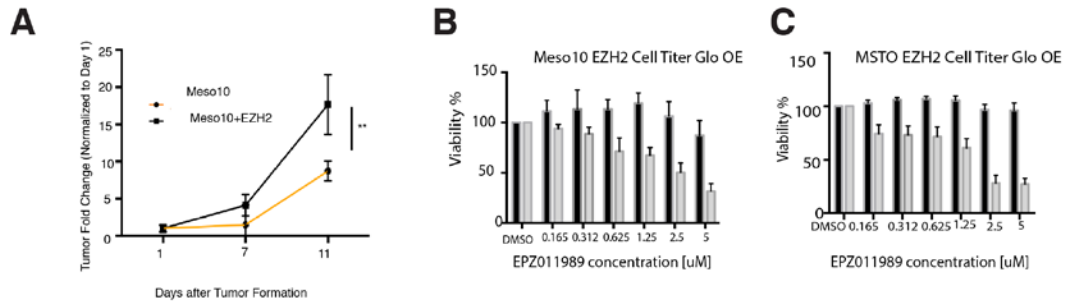 A
Tumor Fold Change (Normalized to Day 1)
25
20
15
10
5
0
Meso10
Meso10+EZH2
**
1
7
11
Days after Tumor Formation
B
Meso10 EZH2 Cell Titer Glo OE
Viability %
150
100
50
0
DMSO
0.165
0.312
0.625
1.25
2.5
5
EPZ011989 concentration [uM]
C
MSTO EZH2 Cell Titer Glo OE
Viability %
150
100
50
0
DMSO
0.165
0.312
0.625
1.25
2.5
5
EPZ011989 concentration [uM]